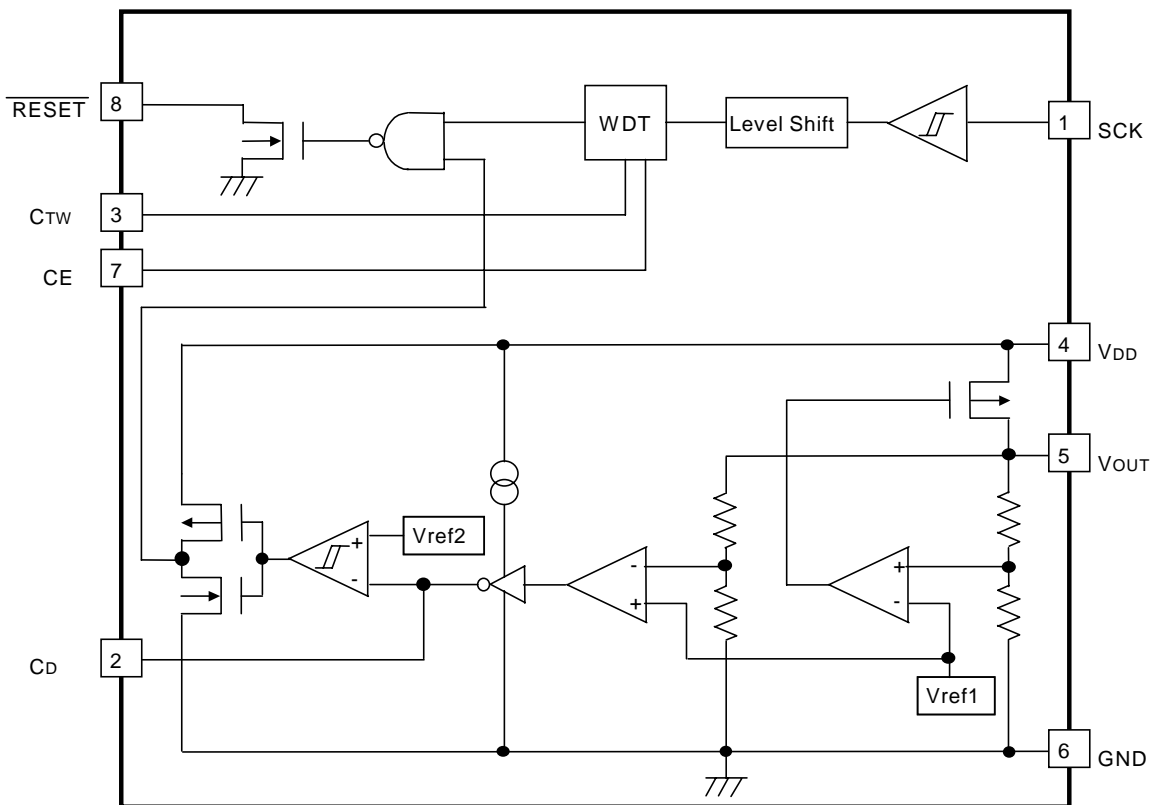 8
RESET
WDT
Level Shift
1
SCK
3
CTW
7
CE
4
VDD
5
VOUT
Vref2
+
-
-
+
+
-
2
CD
Vref1
6
GND